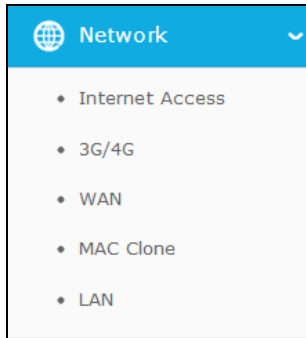 Network
Internet Access
3G/4G
WAN
MAC Clone
LAN